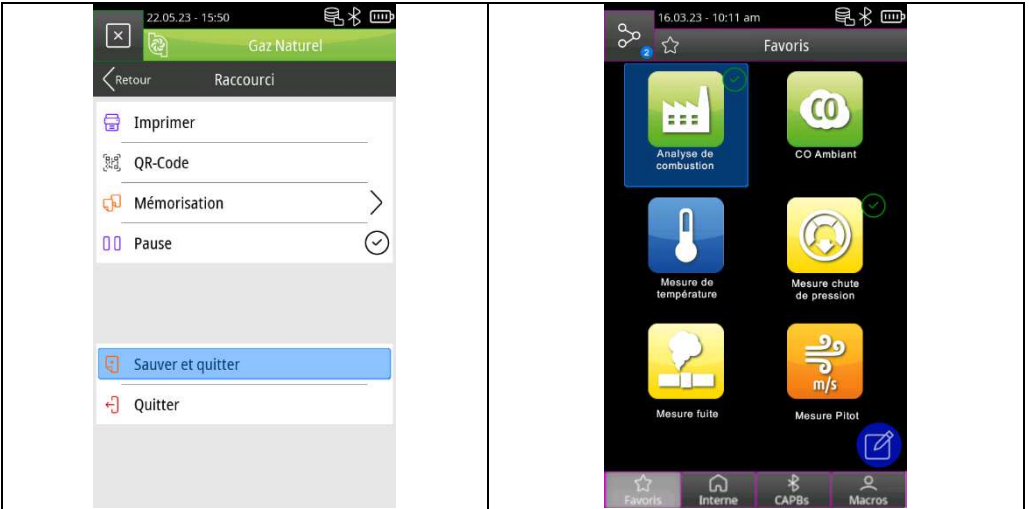 22.05.23 - 15:50
Gaz Naturel
Retour
Raccourci
Imprimer
QR-Code
Mémorisation
Pause
Sauver et quitter
Quitter
16.03.23 - 10:11 am
2
Favoris
CO
Analyse de
combustion
CO Ambiant
Mesure de
température
Mesure chute
de pression
m/s
Mesure fuite
Mesure Pitot
Favoris
Interne
CAPBs
Macros